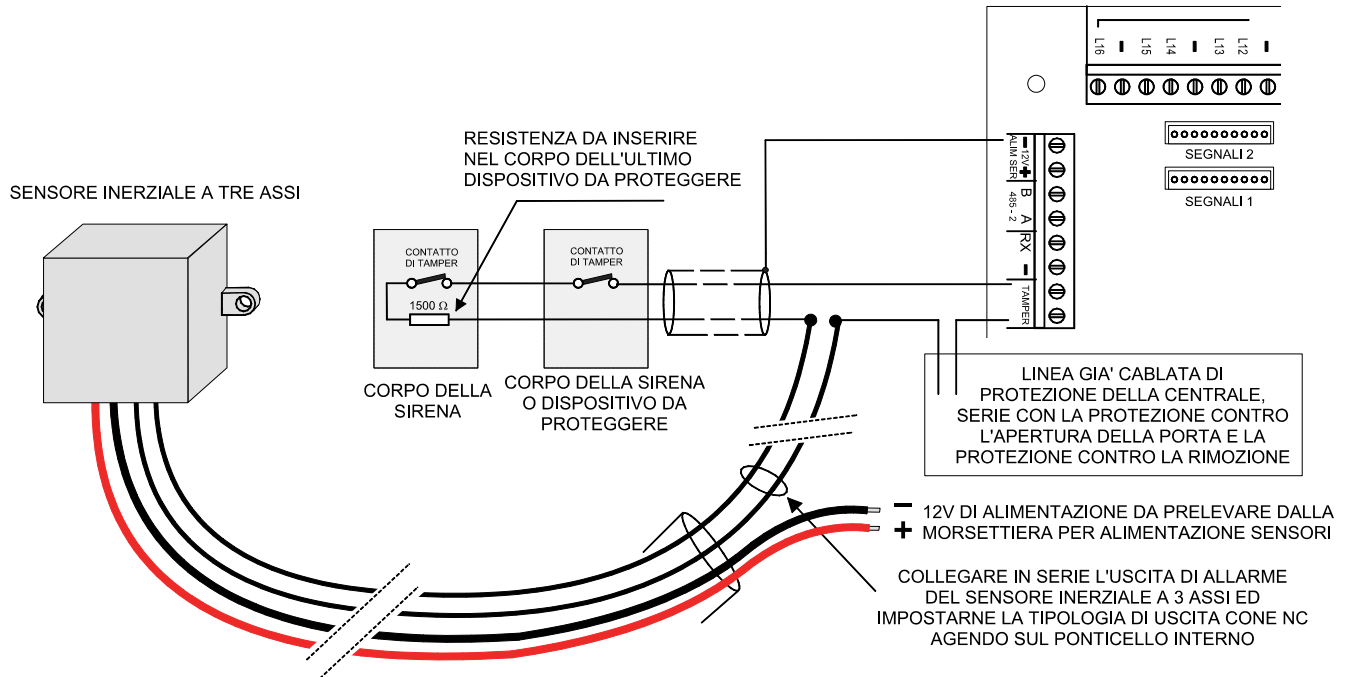 L16
-
L15
L14
-
L13
L12
-
SEGNALI 2
SEGNALI 1
- 12V +
ALIM SER
B
A
485 - 2
RX
-
TAMPER
RESISTENZA DA INSERIRE
NEL CORPO DELL'ULTIMO
DISPOSITIVO DA PROTEGGERE
SENSORE INERZIALE A TRE ASSI
CONTATTO
DI TAMPER
1500 Ω
CONTATTO
DI TAMPER
CORPO DELLA
SIRENA
CORPO DELLA SIRENA
O DISPOSITIVO DA
PROTEGGERE
LINEA GIA' CABLATA DI
PROTEZIONE DELLA CENTRALE,
SERIE CON LA PROTEZIONE CONTRO
L'APERTURA DELLA PORTA E LA
PROTEZIONE CONTRO LA RIMOZIONE
- 12V DI ALIMENTAZIONE DA PRELEVARE DALLA
+ MORSETTIERA PER ALIMENTAZIONE SENSORI
COLLEGARE IN SERIE L'USCITA DI ALLARME
DEL SENSORE INERZIALE A 3 ASSI ED
IMPOSTARNE LA TIPOLOGIA DI USCITA CONE NC
AGENDO SUL PONTICELLO INTERNO